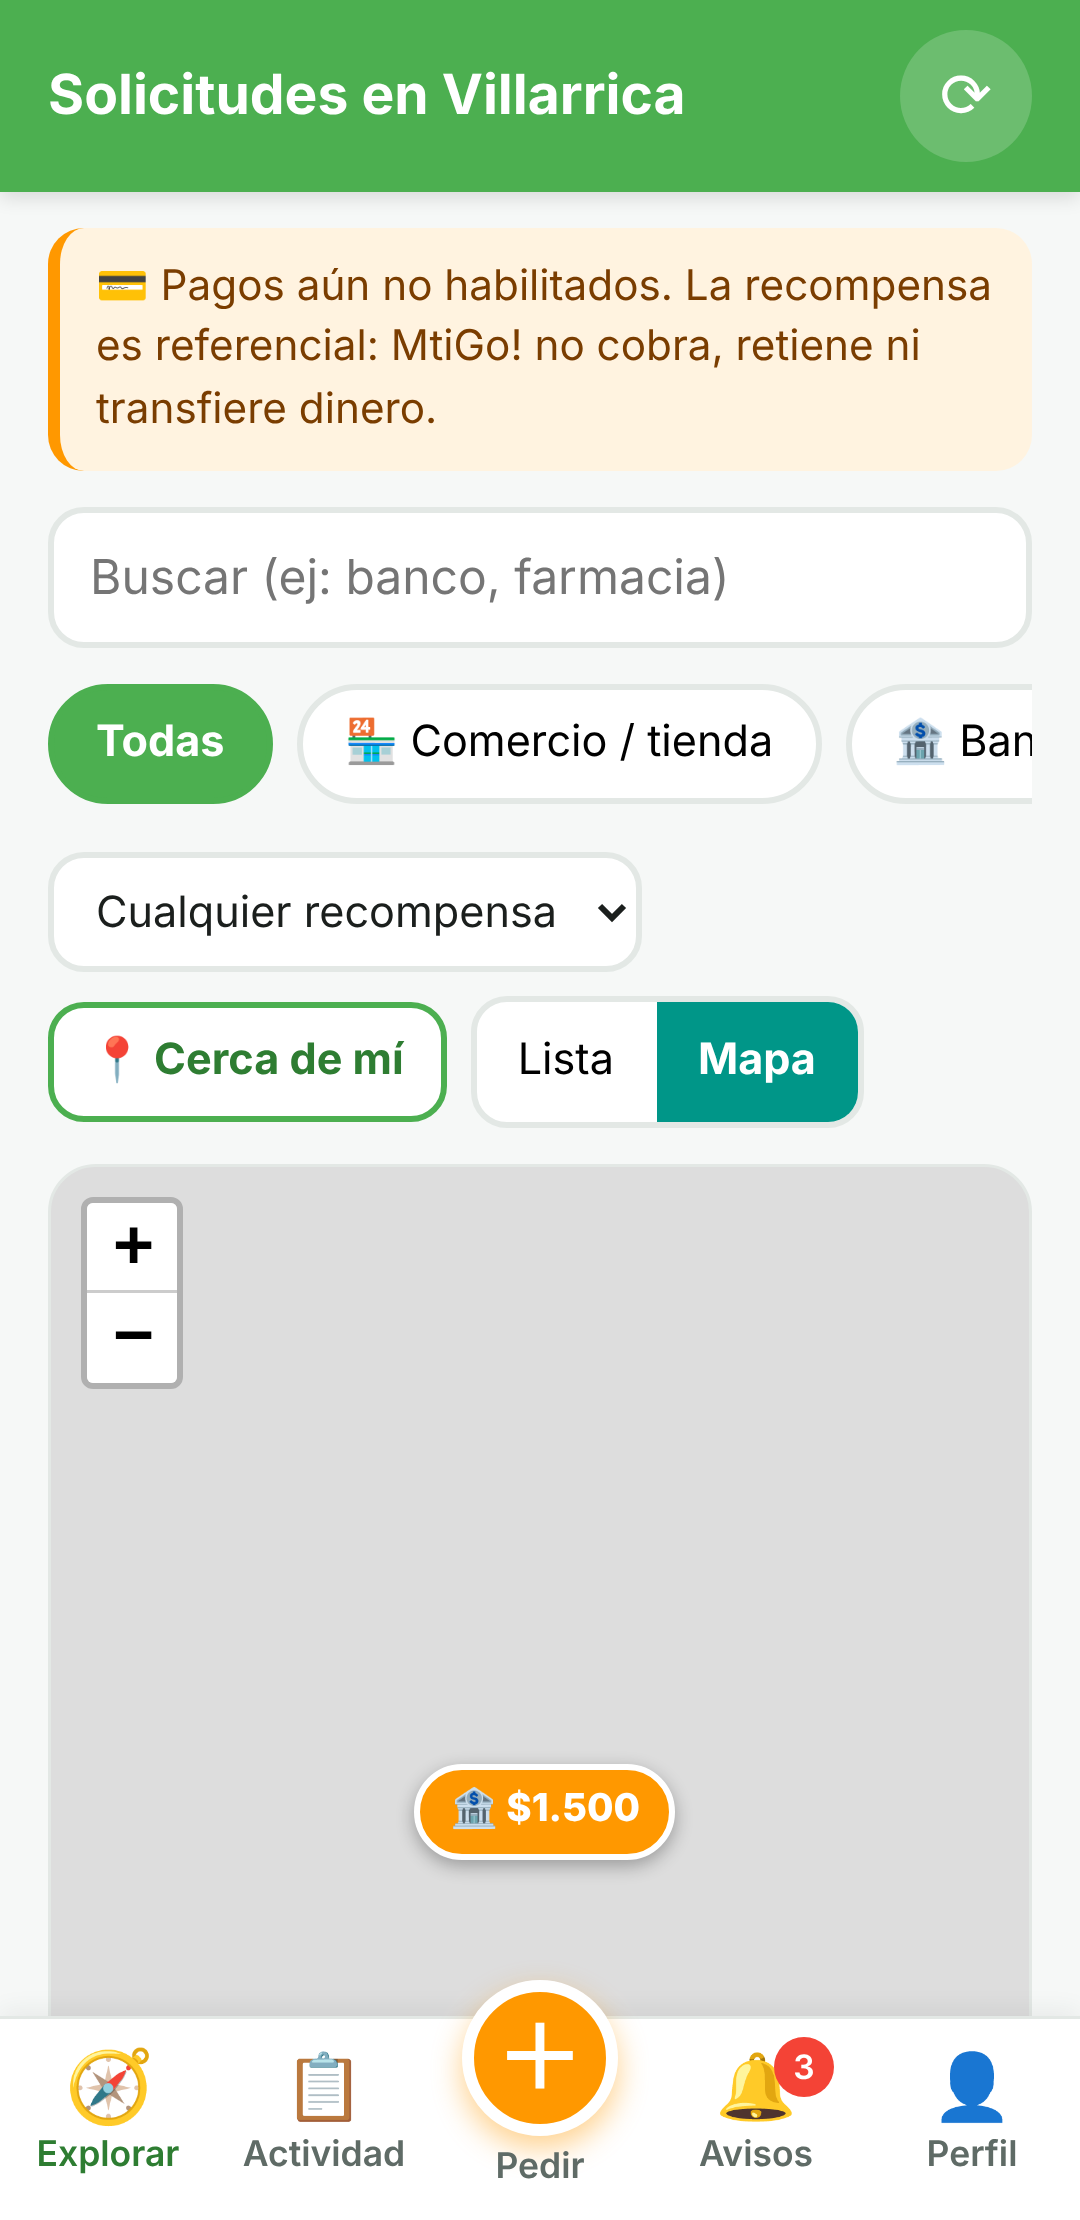 Solicitudes en Villarrica
⟳
💳 Pagos aún no habilitados. La recompensa
es referencial: MtiGo! no cobra, retiene ni
transfiere dinero.
Buscar (ej: banco, farmacia)
Todas
🏪 Comercio / tienda
🏦 Ban
Cualquier recompensa
📍 Cerca de mí
Lista
Mapa
+
−
🏦 $1.500
+
3
Explorar
Actividad
Pedir
Avisos
Perfil